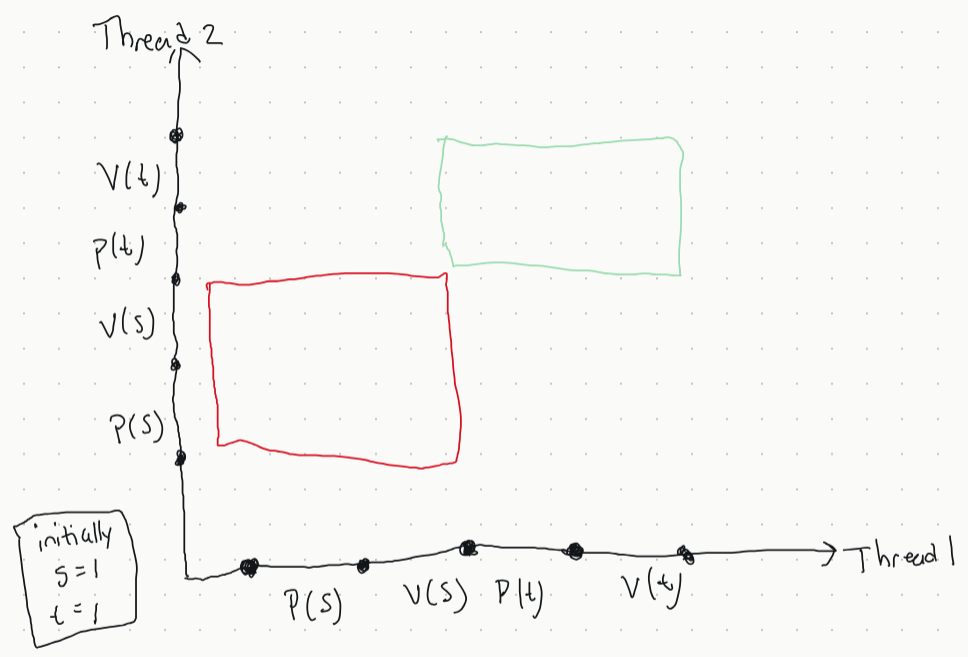 Thread 2
V(t)
P(t)
V(s)
P(s)
initially
s=1
t=1
P(s)
V(s)
P(t)
V(t)
Thread 1